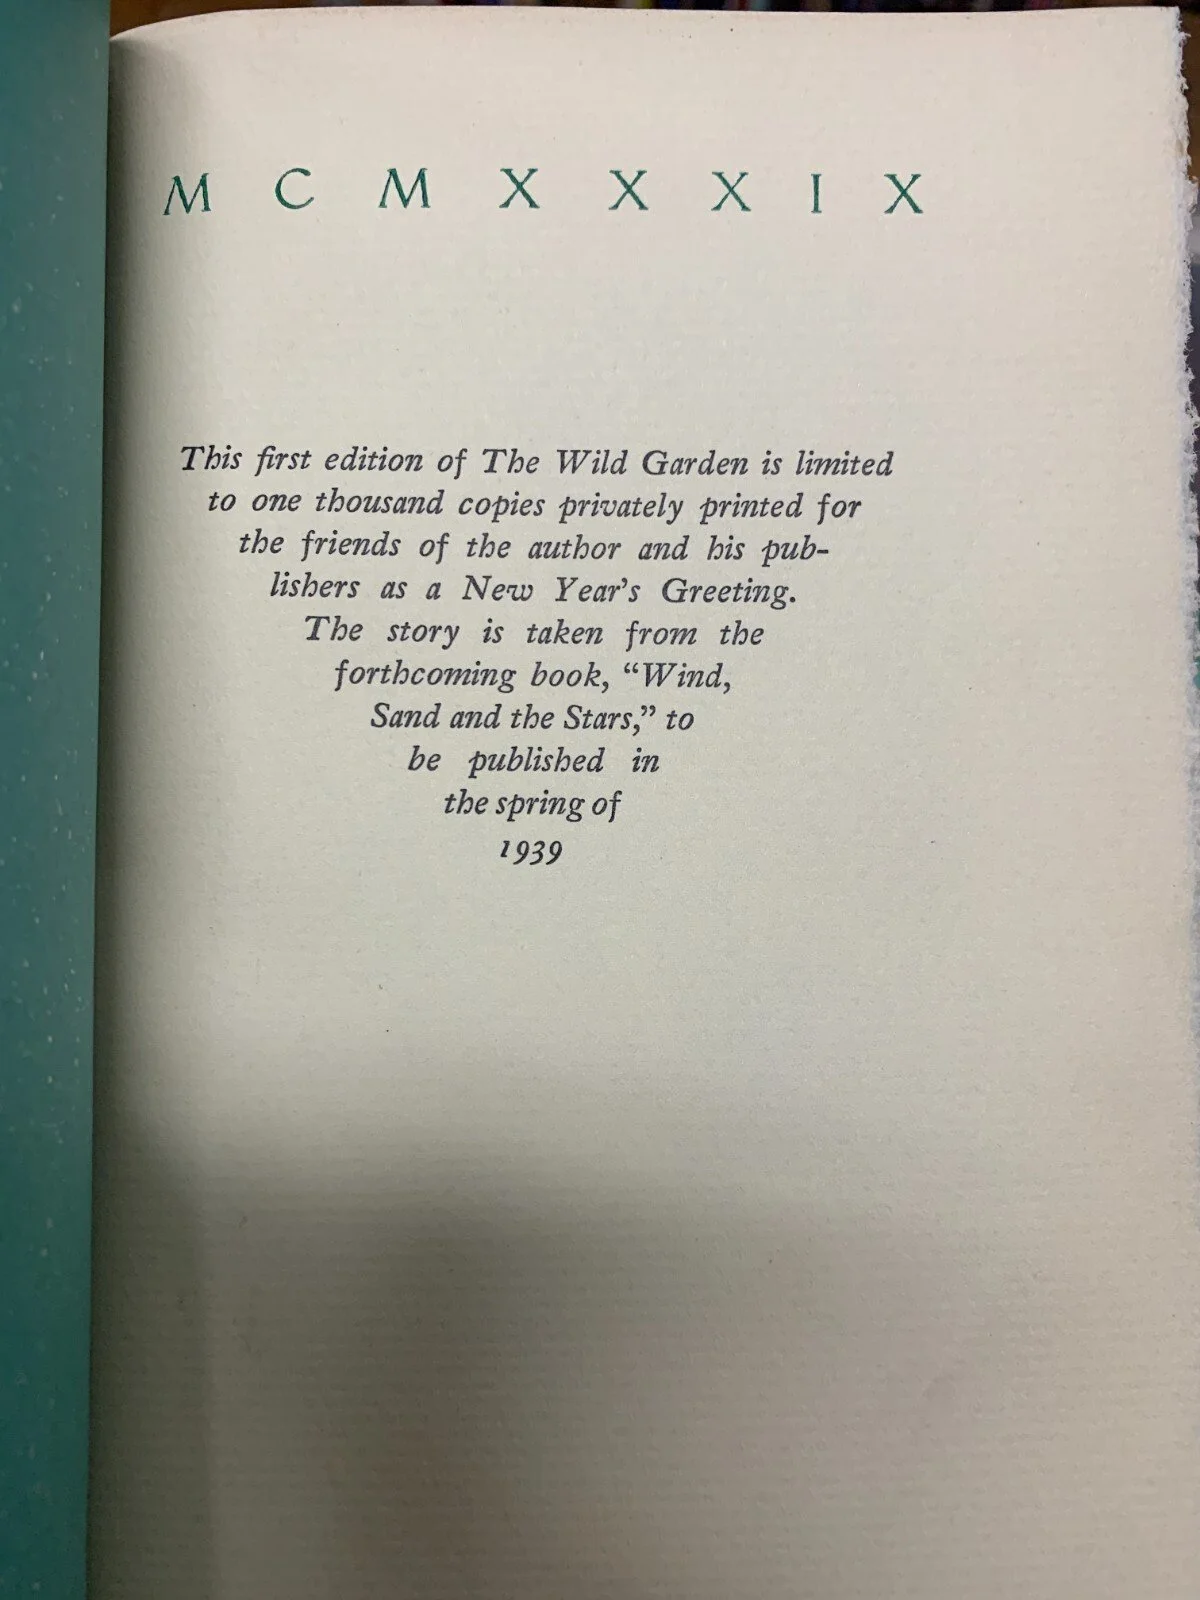 M C M X X X I X
This first edition of The Wild Garden is limited
to one thousand copies privately printed for
the friends of the author and his pub-
lishers as a New Year's Greeting.
The story is taken from the
forthcoming book, “Wind,
Sand and the Stars,” to
be published in
the spring of
1939